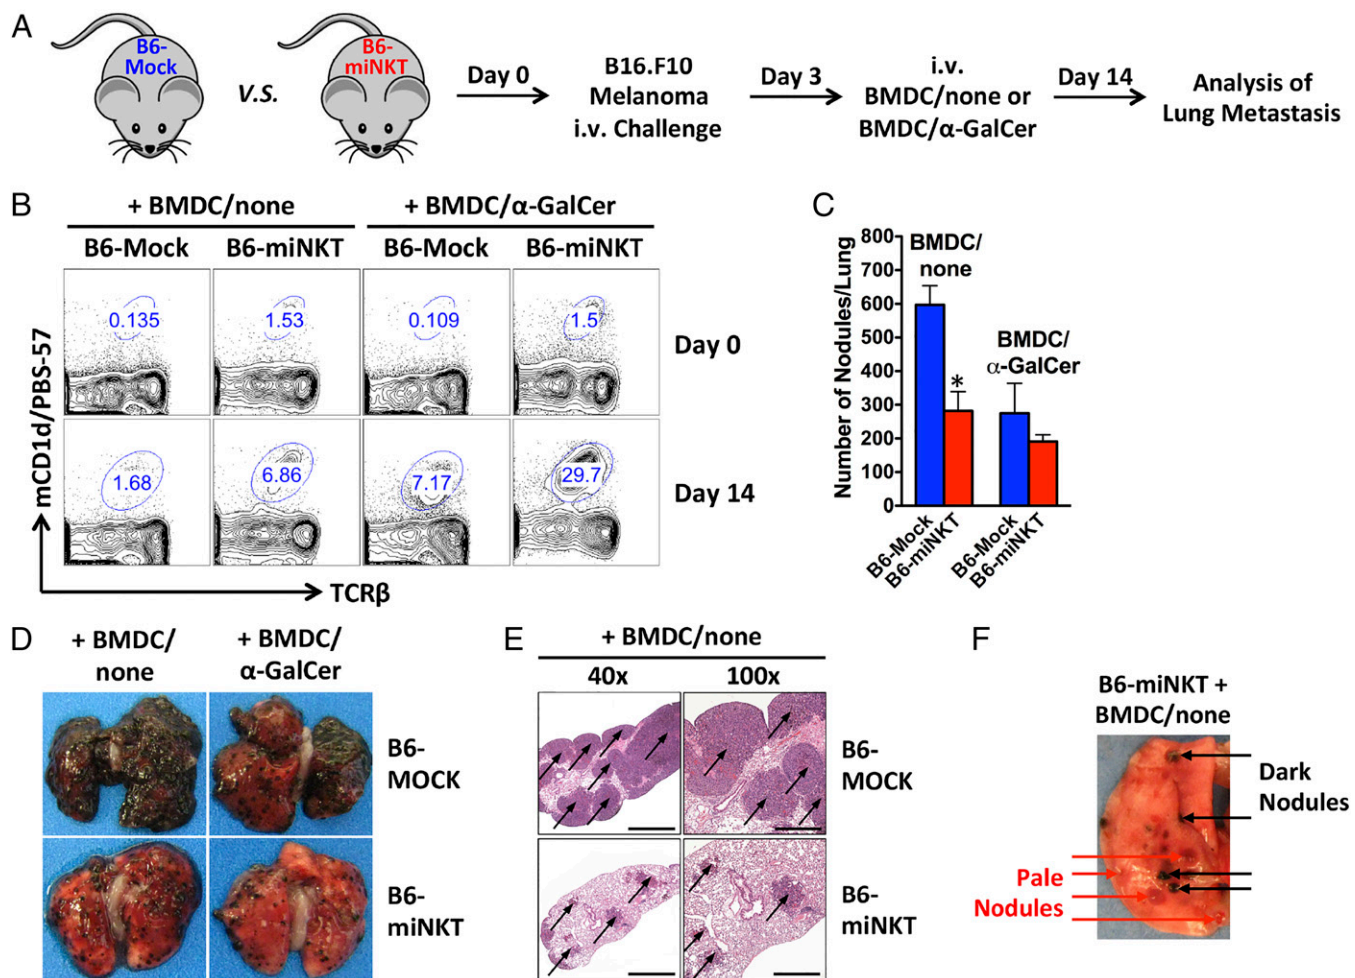 A
B6-
Mock
V.S.
B6-
miNKT
Day 0
B16.F10
Melanoma
i.v. Challenge
Day 3
i.v.
BMDC/none or
BMDC/α-GalCer
Day 14
Analysis of
Lung Metastasis
B
+ BMDC/none
+ BMDC/α-GalCer
B6-Mock
B6-miNKT
B6-Mock
B6-miNKT
0.135
1.53
0.109
1.5
Day 0
1.68
6.86
7.17
29.7
Day 14
mCD1d/PBS-57
TCRβ
C
Number of Nodules/Lung
800
700
600
500
400
300
200
100
0
BMDC/
none
*
BMDC/
α-GalCer
B6-Mock
B6-miNKT
B6-Mock
B6-miNKT
D
+ BMDC/
none
+ BMDC/
α-GalCer
B6-
MOCK
B6-
miNKT
E
+ BMDC/none
40x
100x
B6-
MOCK
B6-
miNKT
F
B6-miNKT +
BMDC/none
Dark
Nodules
Pale
Nodules